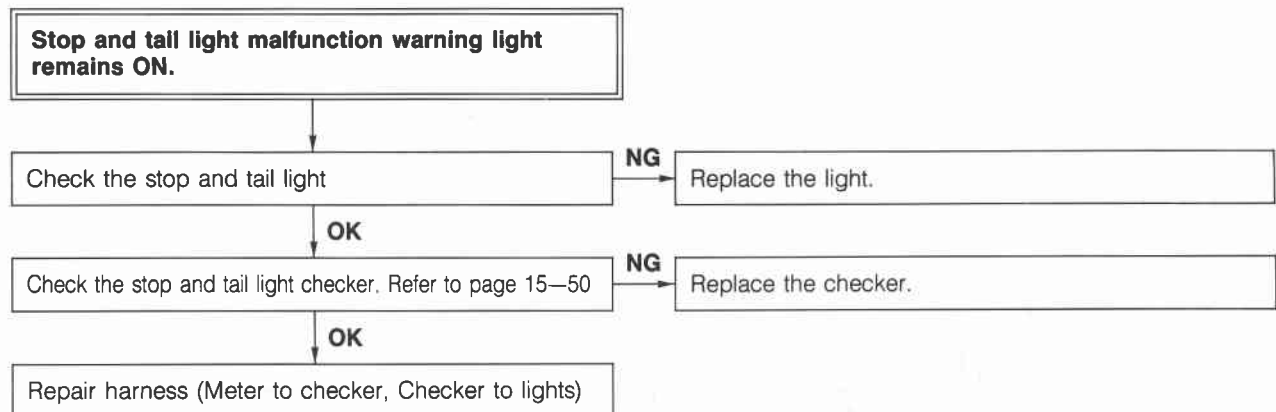 Stop and tail light malfunction warning light
remains ON.
Check the stop and tail light
NG
Replace the light.
OK
Check the stop and tail light checker. Refer to page 15—50
NG
Replace the checker.
OK
Repair harness (Meter to checker, Checker to lights)